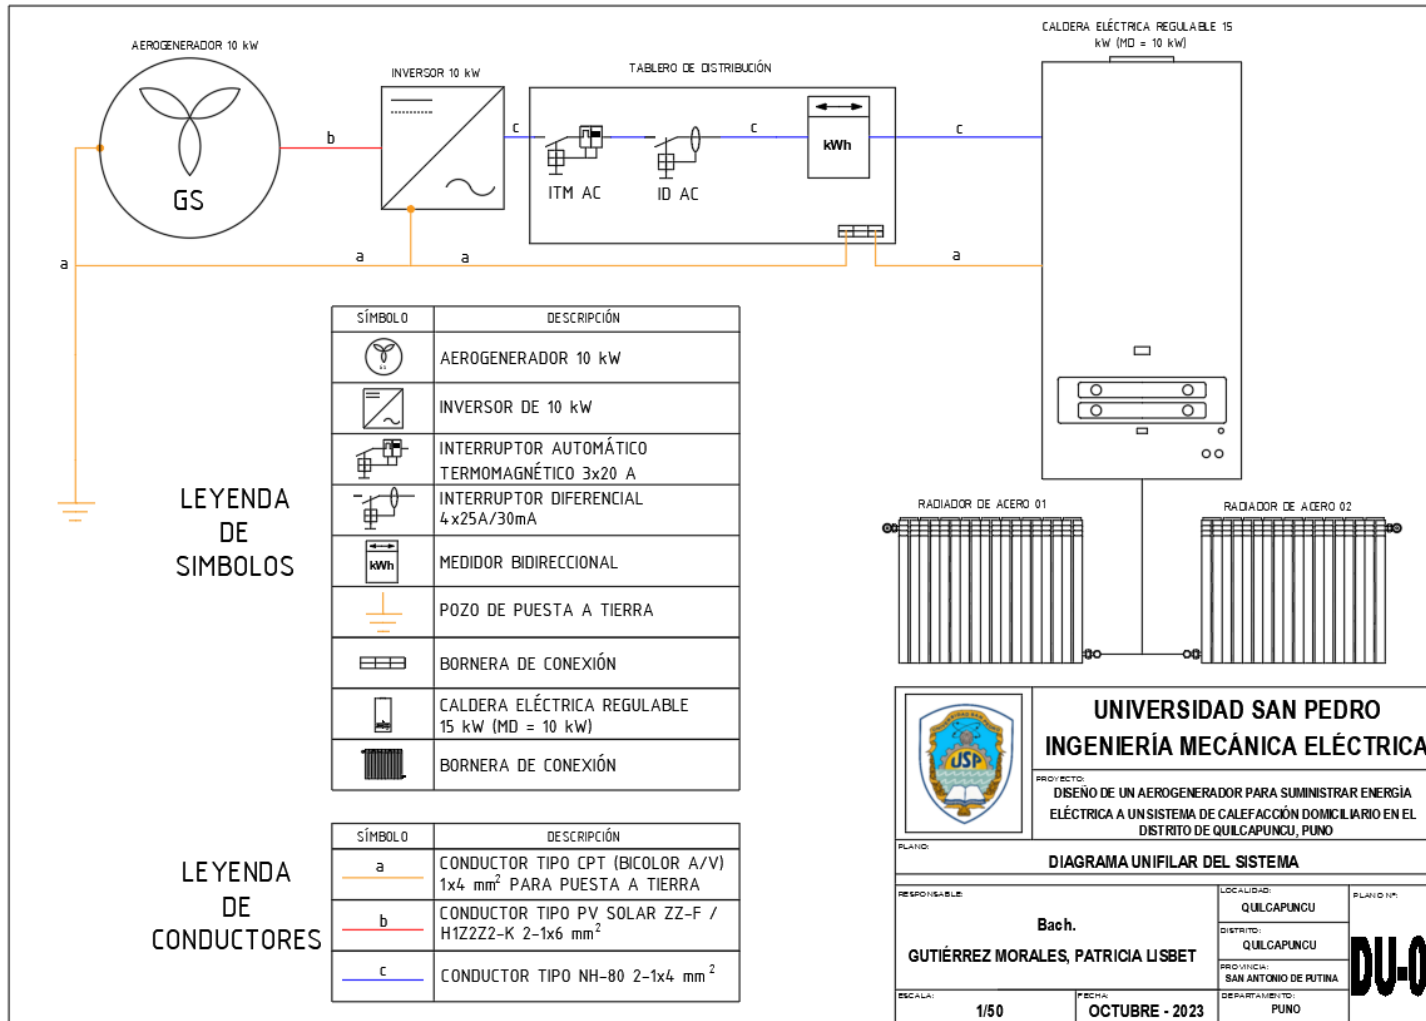 AEROGENERADOR 10 kW
GS
b
INVERSOR 10 kW
c
TABLERO DE DISTRIBUCIÓN
ITM AC
ID AC
c
kWh
c
CALDERA ELÉCTRICA REGULABLE 15
kW (MD = 10 kW)
a
a
a
a
RADIADOR DE ACERO 01
RADIADOR DE ACERO 02
LEYENDA
DE
SIMBOLOS
SÍMBOLO DESCRIPCIÓN
AEROGENERADOR 10 kW
INVERSOR DE 10 kW
INTERRUPTOR AUTOMÁTICO
TERMOMAGNÉTICO 3x20 A
INTERRUPTOR DIFERENCIAL
4x25A/30mA
kWh MEDIDOR BIDIRECCIONAL
POZO DE PUESTA A TIERRA
BORNERA DE CONEXIÓN
CALDERA ELÉCTRICA REGULABLE
15 kW (MD = 10 kW)
BORNERA DE CONEXIÓN
LEYENDA
DE
CONDUCTORES
SÍMBOLO DESCRIPCIÓN
a CONDUCTOR TIPO CPT (BICOLOR A/V)
1x4 mm² PARA PUESTA A TIERRA
b CONDUCTOR TIPO PV SOLAR ZZ-F /
H1Z2Z2-K 2-1x6 mm²
c CONDUCTOR TIPO NH-80 2-1x4 mm²
USP
UNIVERSIDAD SAN PEDRO
INGENIERÍA MECÁNICA ELÉCTRICA
PROYECTO:
DISEÑO DE UN AEROGENERADOR PARA SUMINISTRAR ENERGÍA
ELÉCTRICA A UN SISTEMA DE CALEFACCIÓN DOMICILIARIO EN EL
DISTRITO DE QUILCAPUNCU, PUNO
PLANO:
DIAGRAMA UNIFILAR DEL SISTEMA
RESPONSABLE:
Bach.
GUTIÉRREZ MORALES, PATRICIA LISBET
LOCALIDAD:
QUILCAPUNCU
DISTRITO:
QUILCAPUNCU
PROVINCIA:
SAN ANTONIO DE PUTINA
DEPARTAMENTO:
PUNO
PLANO N°:
DU-0
ESCALA:
1/50
FECHA:
OCTUBRE - 2023